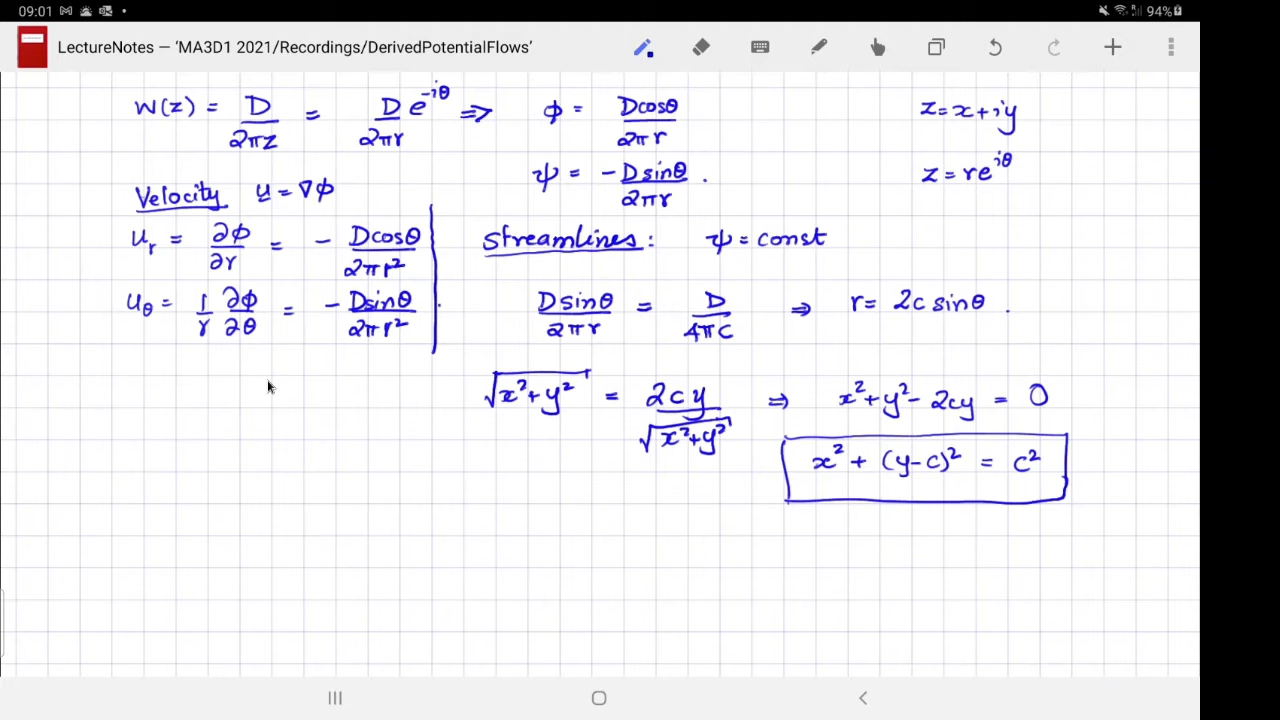 09:01 94%
LectureNotes — ‘MA3D1 2021/Recordings/DerivedPotentialFlows’
W(z) = D/2πz = D/2πr e^{-iθ} ⇒ ϕ = Dcosθ/2πr z = x+iy
ψ = -Dsinθ/2πr . z = re^{iθ}
Velocity u = ∇ϕ
u_r = ∂ϕ/∂r = - Dcosθ/2πr² Streamlines : ψ = const
u_θ = 1/r ∂ϕ/∂θ = - Dsinθ/2πr² . Dsinθ/2πr = D/4πc ⇒ r = 2c sinθ .
√x²+y² = 2cy/√x²+y² ⇒ x²+y²-2cy = 0
x² + (y-c)² = c²